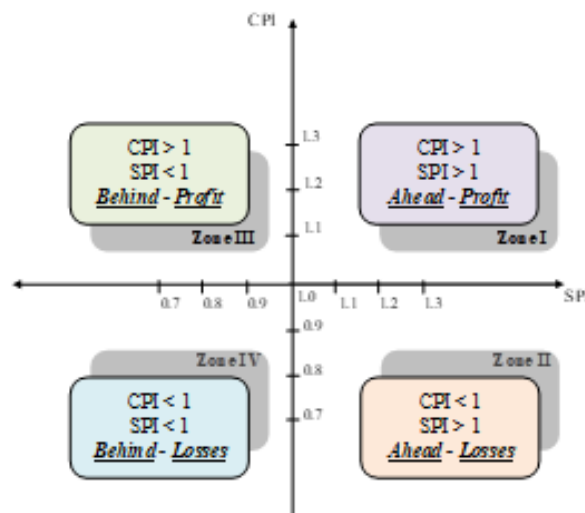 CPI
CPI > 1
SPI < 1
Behind - Profit
Zone III
1.3
1.2
1.1
CPI > 1
SPI > 1
Ahead - Profit
Zone I
0.7
0.8
0.9
1.0
1.1
1.2
1.3
SPI
0.9
0.8
0.7
Zone IV
CPI < 1
SPI < 1
Behind - Losses
Zone II
CPI < 1
SPI > 1
Ahead - Losses